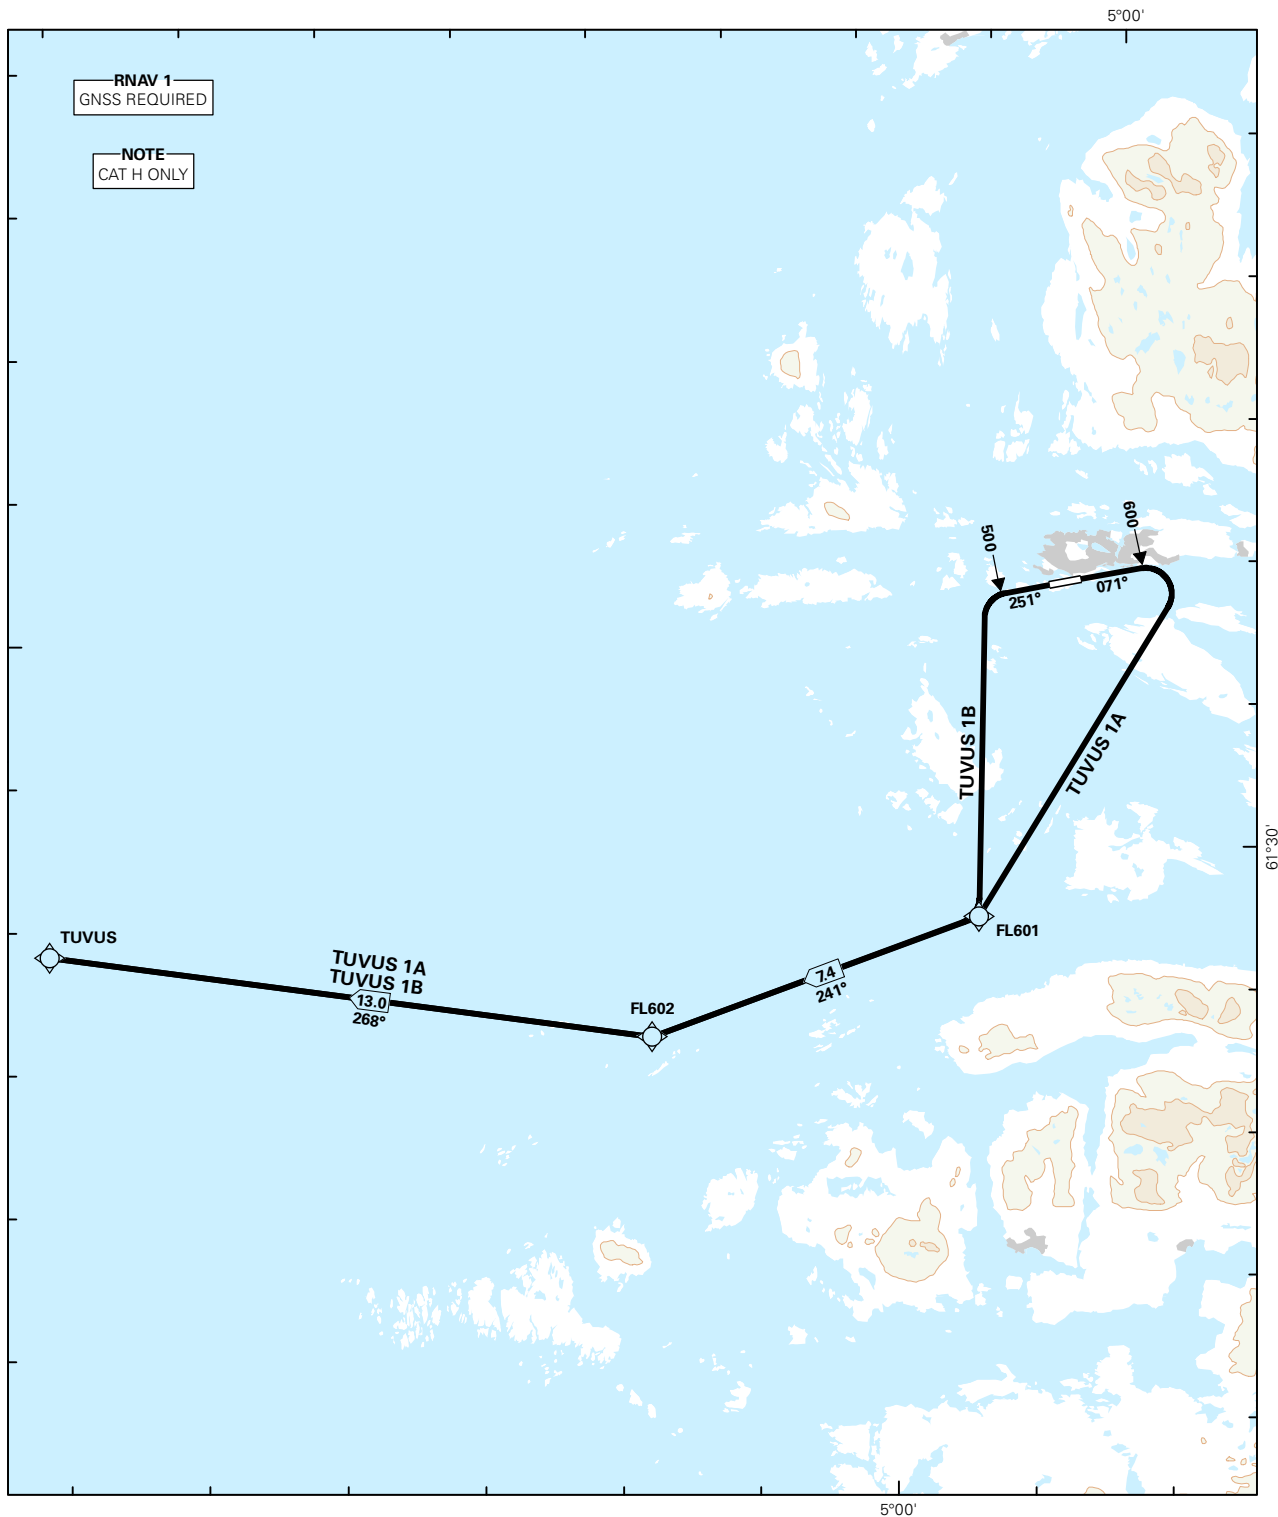 5°00'
RNAV 1
GNSS REQUIRED
NOTE
CAT H ONLY
600
500
071°
251°
TUVUS 1B
TUVUS 1A
61°30'
FL601
TUVUS
TUVUS 1A
TUVUS 1B
13.0
268°
7.4
241°
FL602
5°00'